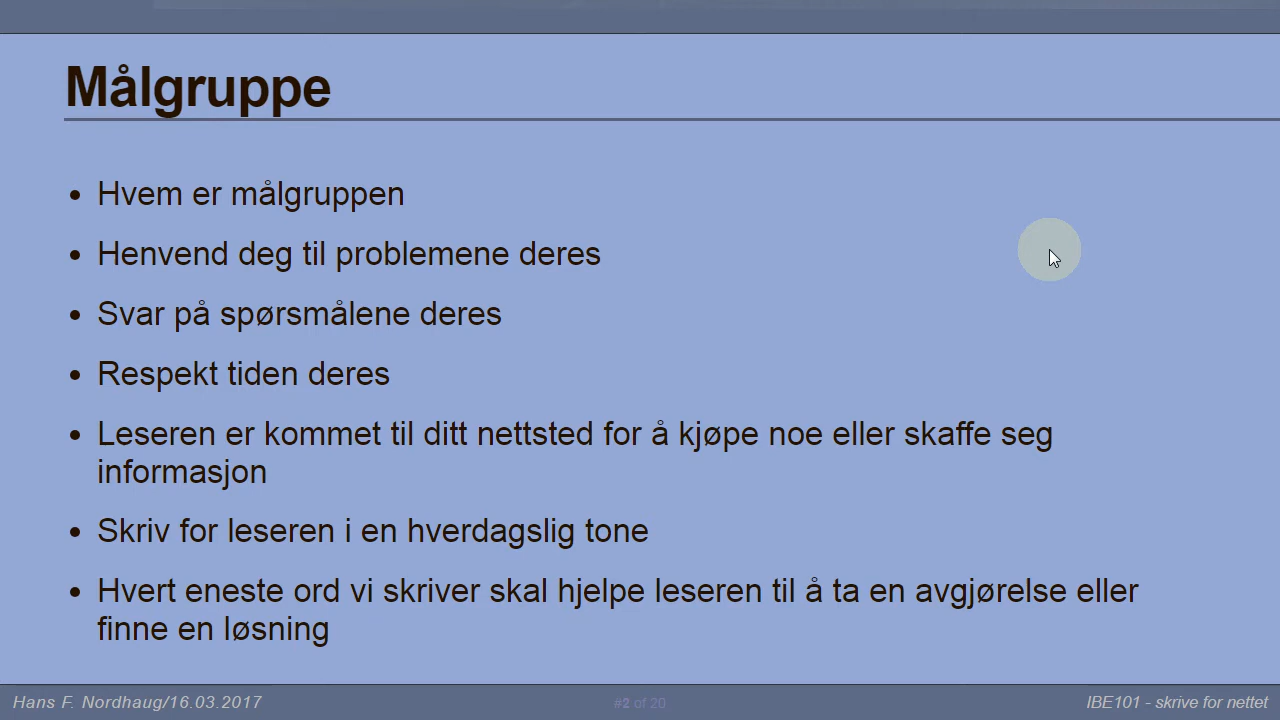 Målgruppe
Hvem er målgruppen
Henvend deg til problemene deres
Svar på spørsmålene deres
Respekt tiden deres
Leseren er kommet til ditt nettsted for å kjøpe noe eller skaffe seg
informasjon
Skriv for leseren i en hverdagslig tone
Hvert eneste ord vi skriver skal hjelpe leseren til å ta en avgjørelse eller
finne en løsning
Hans F. Nordhaug/16.03.2017
#2 of 20
IBE101 - skrive for nettet